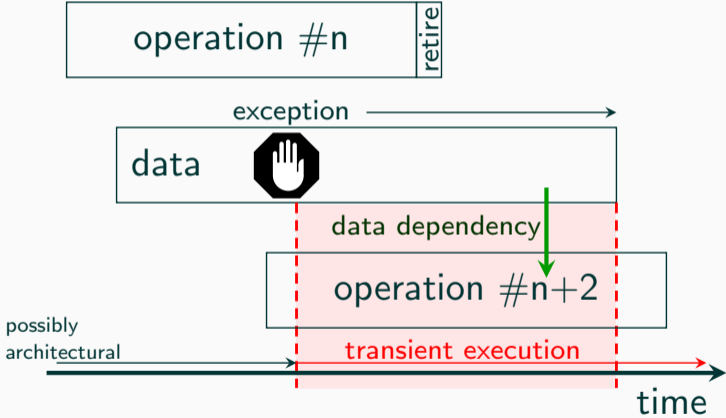 operation #n
retire
exception
data
data dependency
operation #n+2
possibly
architectural
transient execution
time